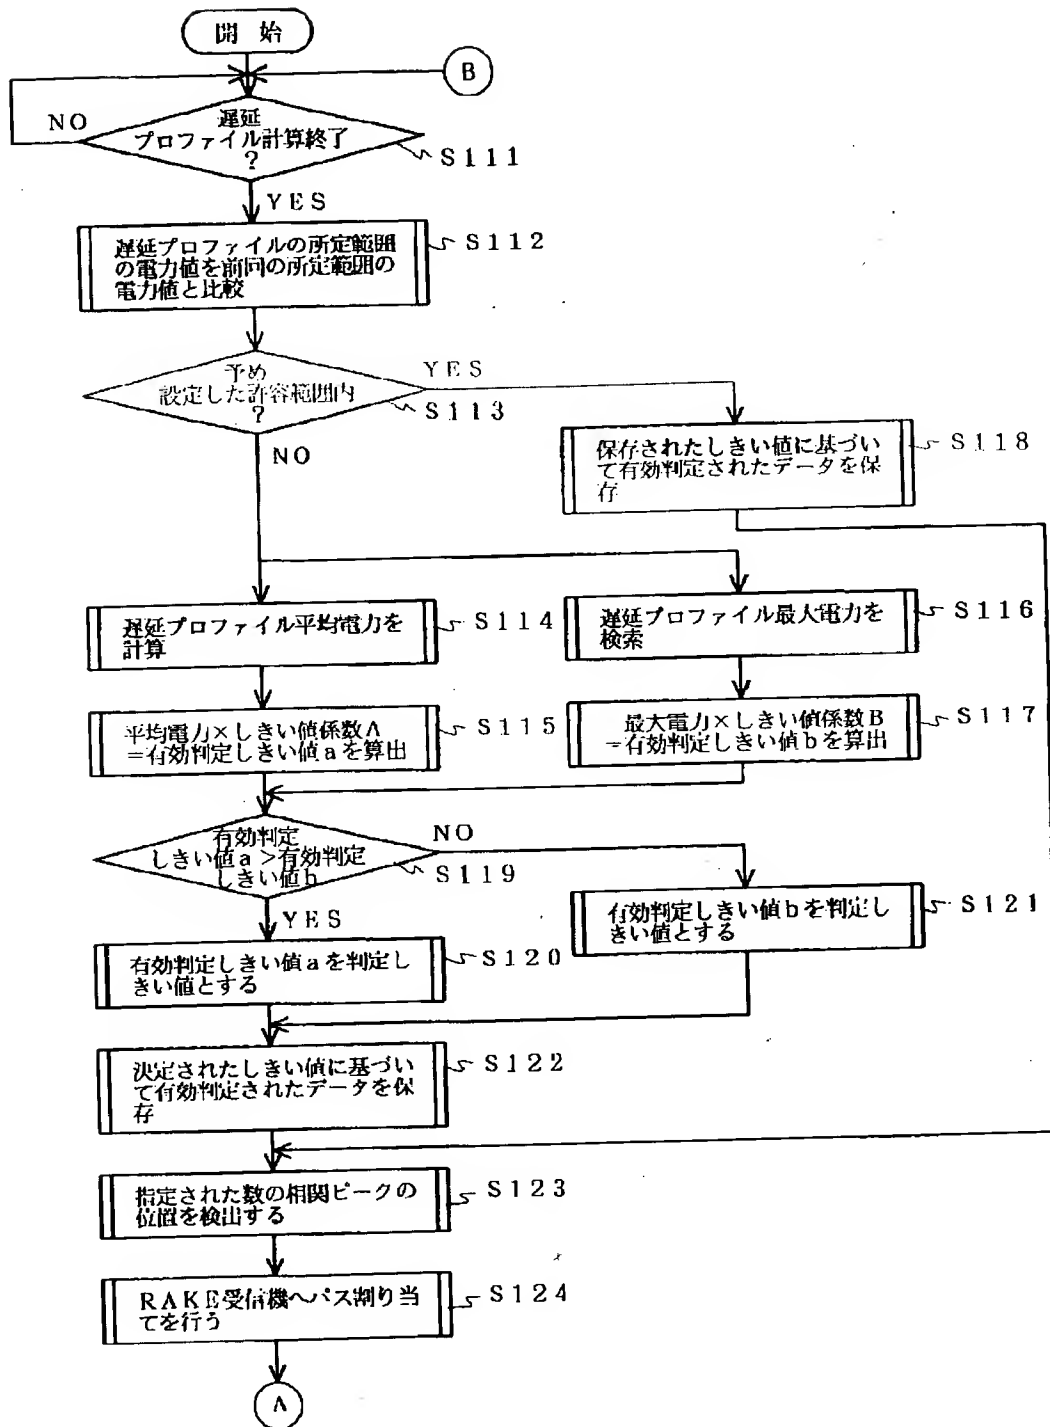 開 始
B
NO
遅延
プロファイル計算終了
?
S111
YES
遅延プロファイルの所定範囲
の電力値を前回の所定範囲の
電力値と比較
S112
予め
設定した許容範囲内
?
YES
S113
NO
保存されたしきい値に基づい
て有効判定されたデータを保
存
S118
遅延プロファイル平均電力を
計算
S114
遅延プロファイル最大電力を
検索
S116
平均電力×しきい値係数A
=有効判定しきい値aを算出
S115
最大電力×しきい値係数B
=有効判定しきい値bを算出
S117
有効判定
しきい値a>有効判定
しきい値b
NO
S119
YES
有効判定しきい値bを判定し
きい値とする
S121
有効判定しきい値aを判定し
きい値とする
S120
決定されたしきい値に基づい
て有効判定されたデータを保
存
S122
指定された数の相関ピークの
位置を検出する
S123
RAKE受信機へパス割り当
てを行う
S124
A